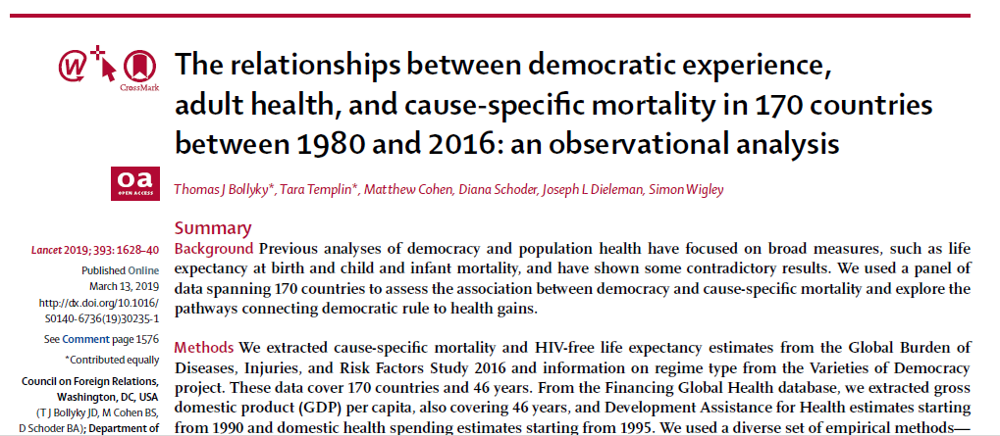 CrossMark
The relationships between democratic experience,
adult health, and cause-specific mortality in 170 countries
between 1980 and 2016: an observational analysis
oa
OPEN ACCESS
Thomas J Bollyky*, Tara Templin*, Matthew Cohen, Diana Schoder, Joseph L Dieleman, Simon Wigley
Lancet 2019; 393: 1628–40
Published Online
March 13, 2019
http://dx.doi.org/10.1016/
S0140-6736(19)30235-1
See Comment page 1576
*Contributed equally
Council on Foreign Relations,
Washington, DC, USA
(T J Bollyky JD, M Cohen BS,
D Schoder BA); Department of
Summary
Background Previous analyses of democracy and population health have focused on broad measures, such as life
expectancy at birth and child and infant mortality, and have shown some contradictory results. We used a panel of
data spanning 170 countries to assess the association between democracy and cause-specific mortality and explore the
pathways connecting democratic rule to health gains.
Methods We extracted cause-specific mortality and HIV-free life expectancy estimates from the Global Burden of
Diseases, Injuries, and Risk Factors Study 2016 and information on regime type from the Varieties of Democracy
project. These data cover 170 countries and 46 years. From the Financing Global Health database, we extracted gross
domestic product (GDP) per capita, also covering 46 years, and Development Assistance for Health estimates starting
from 1990 and domestic health spending estimates starting from 1995. We used a diverse set of empirical methods—